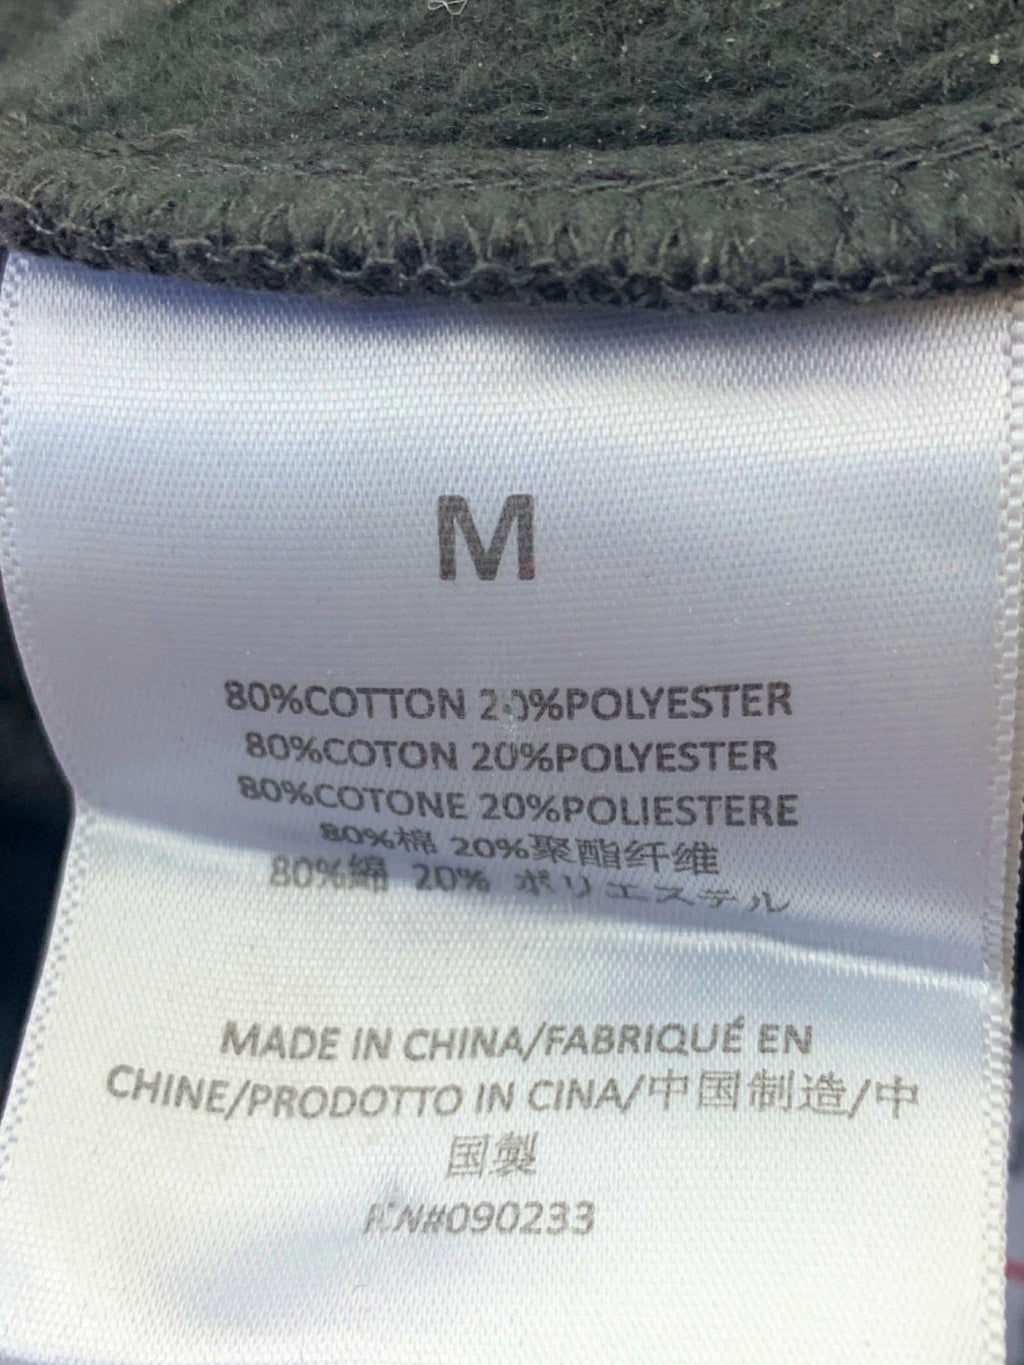 M
80%COTTON 20%POLYESTER
80%COTON 20%POLYESTER
80%COTONE 20%POLIESTERE
80%棉 20%聚酯纤维
80%綿 20% ポリエステル
MADE IN CHINA/FABRIQUÉ EN
CHINE/PRODOTTO IN CINA/中国制造/中
国製
RN#090233